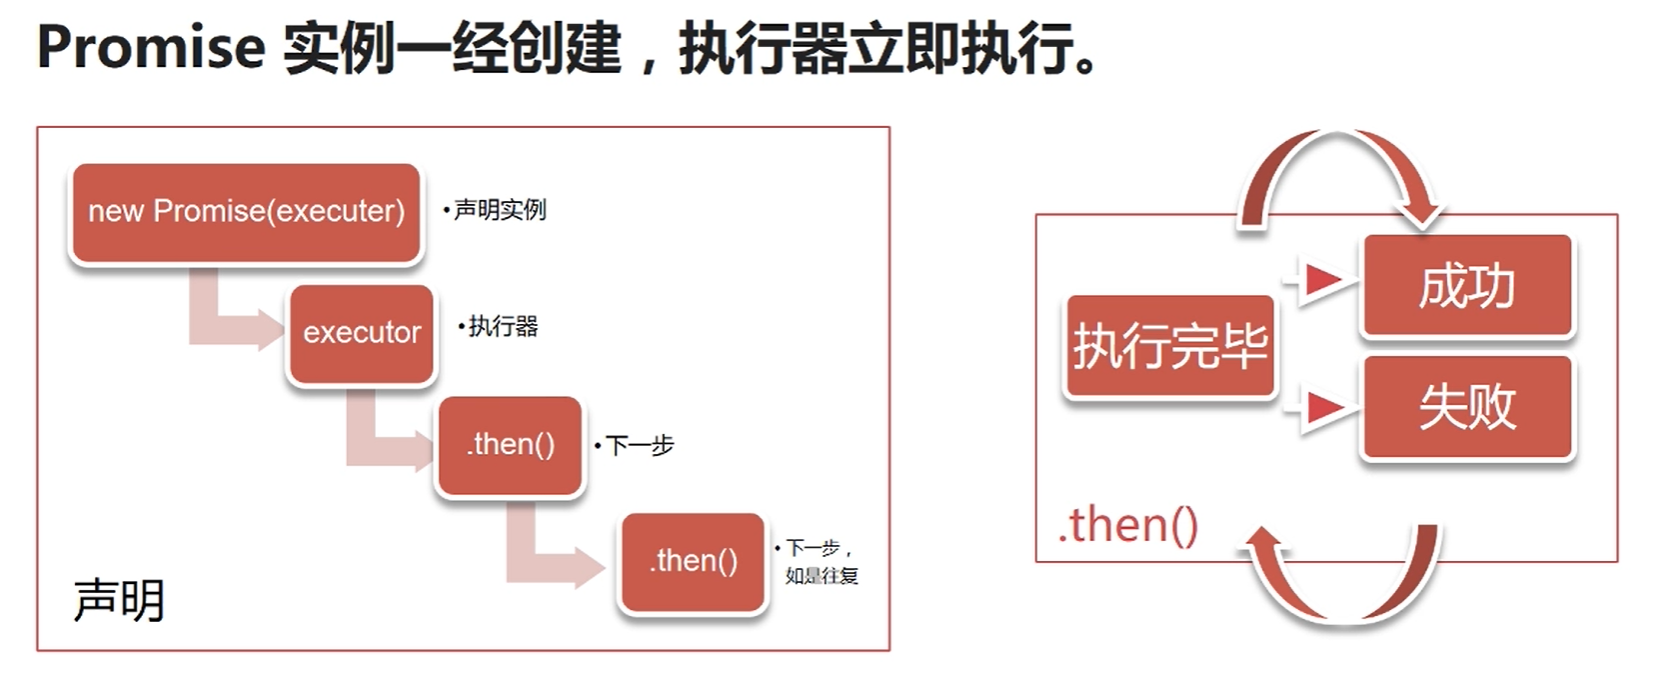 Promise 实例一经创建，执行器立即执行。
new Promise(executer)
•声明实例
executor
•执行器
.then()
•下一步
.then()
•下一步，
如是往复
声明
执行完毕
成功
失败
.then()